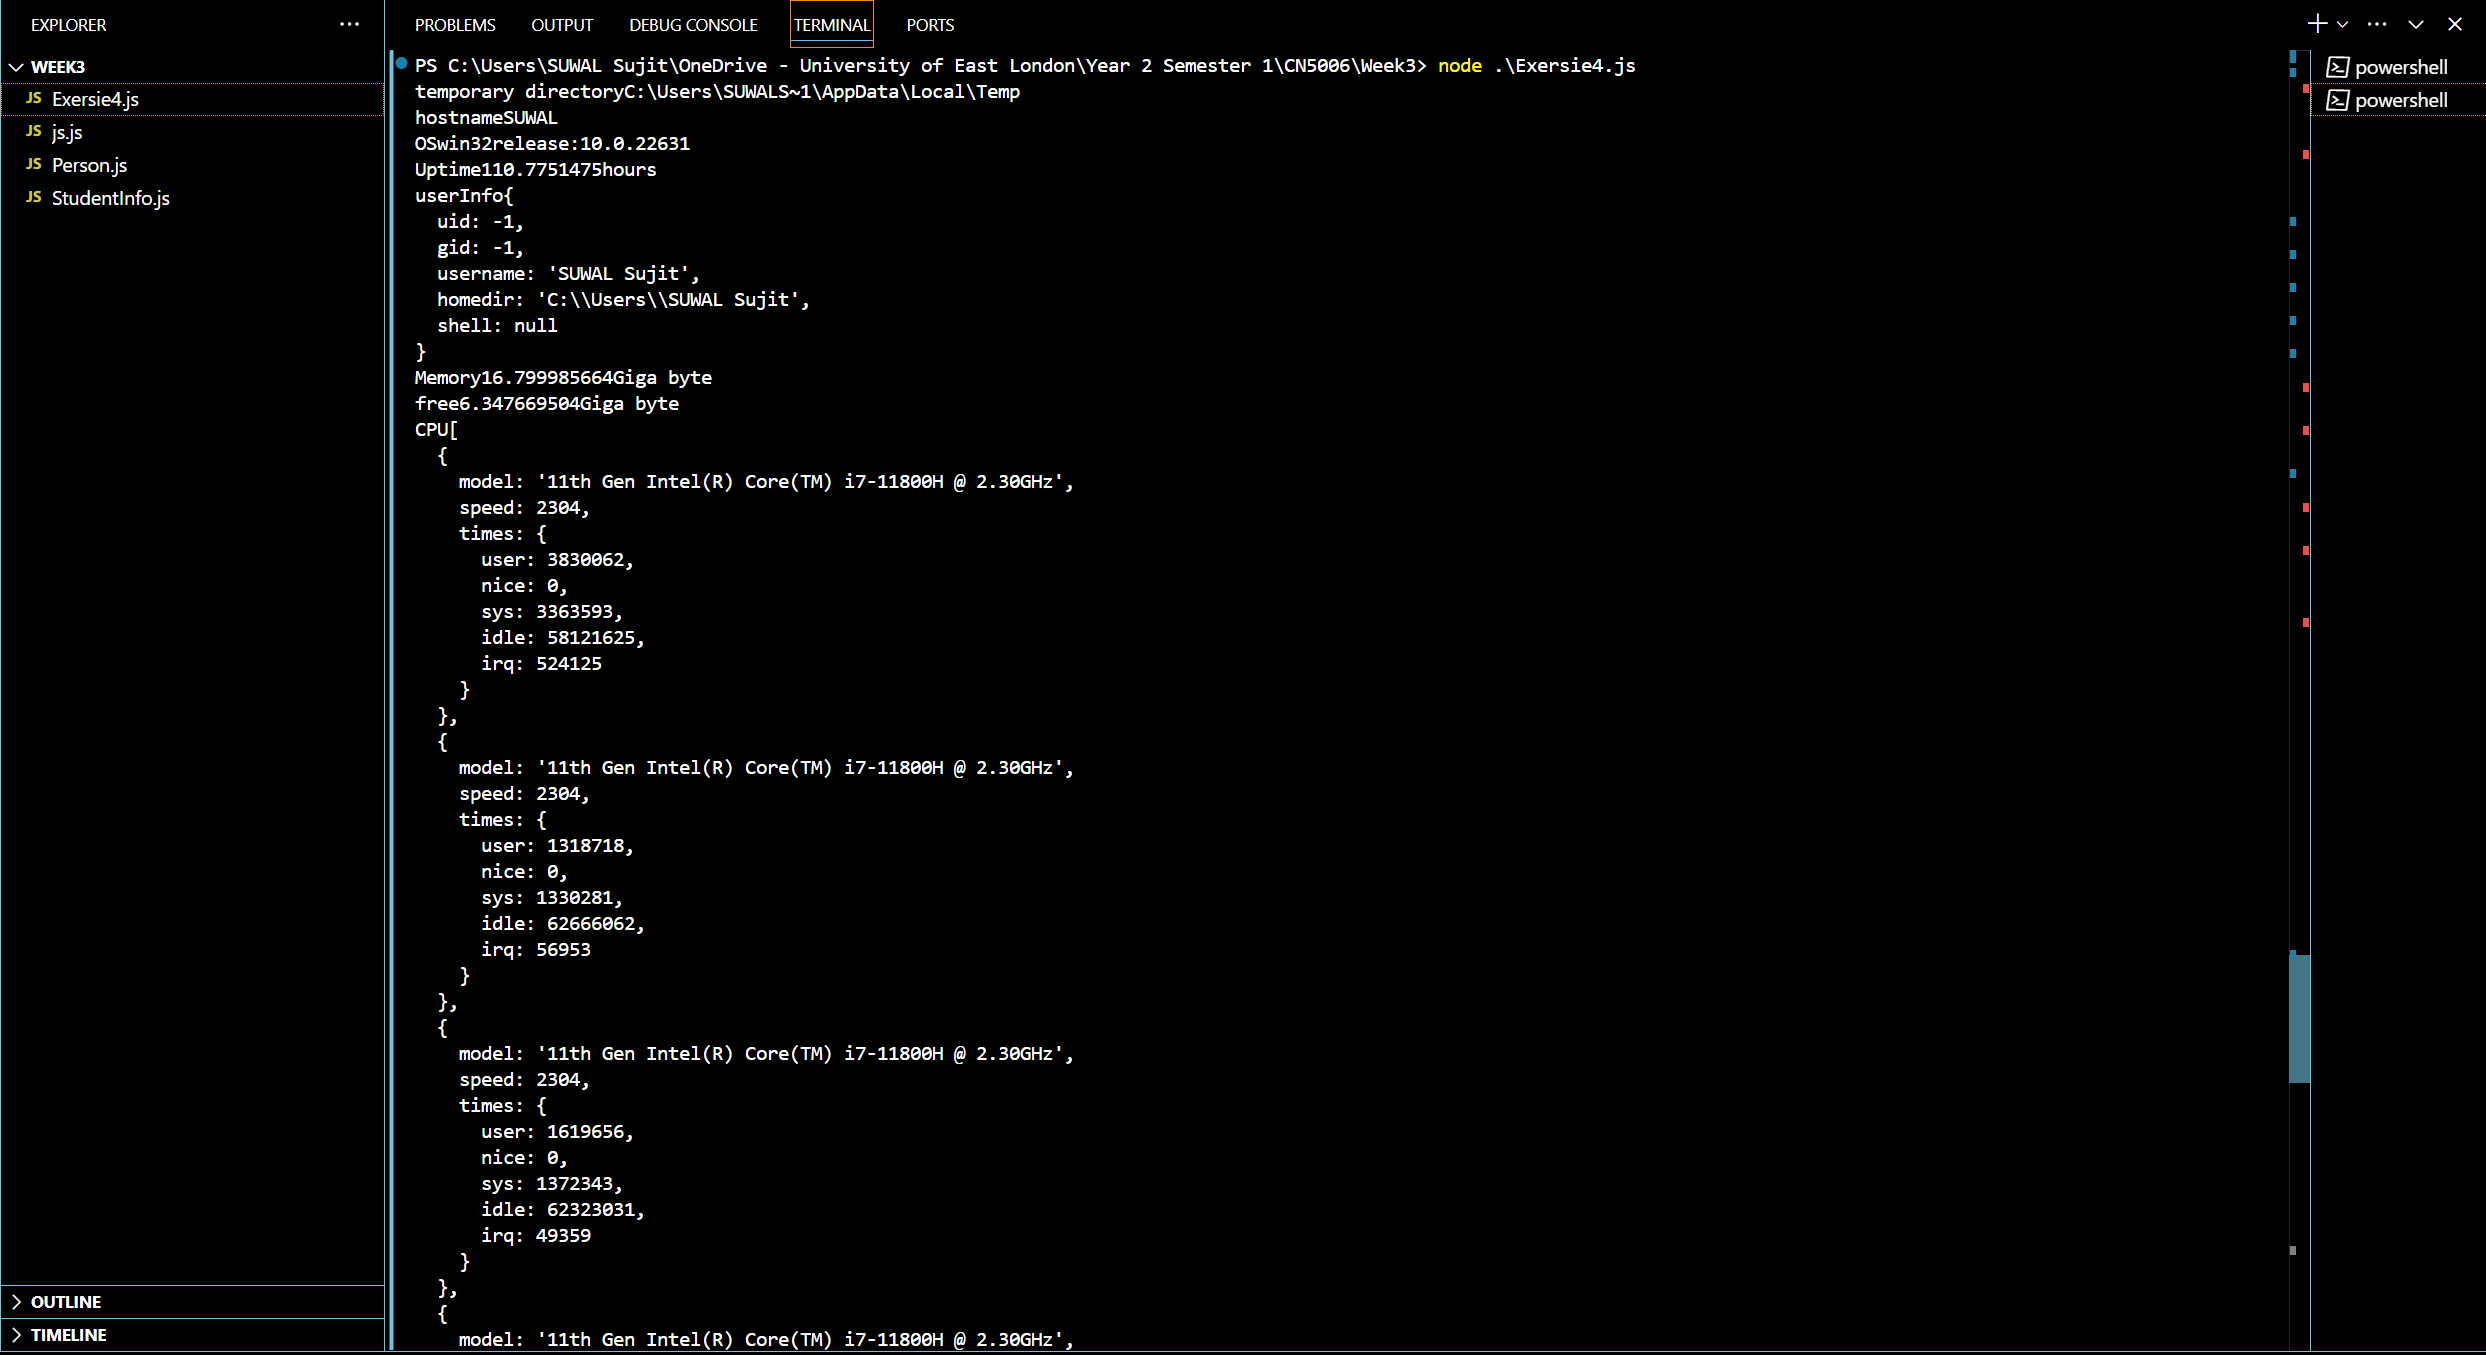 EXPLORER
WEEK3
JS Exersie4.js
JS js.js
JS Person.js
JS StudentInfo.js
OUTLINE
TIMELINE
PROBLEMS OUTPUT DEBUG CONSOLE TERMINAL PORTS
PS C:\Users\SUWAL Sujit\OneDrive - University of East London\Year 2 Semester 1\CN5006\Week3> node .\Exersie4.js
temporary directoryC:\Users\SUWALS~1\AppData\Local\Temp
hostnameSUWAL
OSwin32release:10.0.22631
Uptime110.7751475hours
userInfo{
  uid: -1,
  gid: -1,
  username: 'SUWAL Sujit',
  homedir: 'C:\\Users\\SUWAL Sujit',
  shell: null
}
Memory16.799985664Giga byte
free6.347669504Giga byte
CPU[
  {
    model: '11th Gen Intel(R) Core(TM) i7-11800H @ 2.30GHz',
    speed: 2304,
    times: {
      user: 3830062,
      nice: 0,
      sys: 3363593,
      idle: 58121625,
      irq: 524125
    }
  },
  {
    model: '11th Gen Intel(R) Core(TM) i7-11800H @ 2.30GHz',
    speed: 2304,
    times: {
      user: 1318718,
      nice: 0,
      sys: 1330281,
      idle: 62666062,
      irq: 56953
    }
  },
  {
    model: '11th Gen Intel(R) Core(TM) i7-11800H @ 2.30GHz',
    speed: 2304,
    times: {
      user: 1619656,
      nice: 0,
      sys: 1372343,
      idle: 62323031,
      irq: 49359
    }
  },
  {
    model: '11th Gen Intel(R) Core(TM) i7-11800H @ 2.30GHz',
powershell
powershell